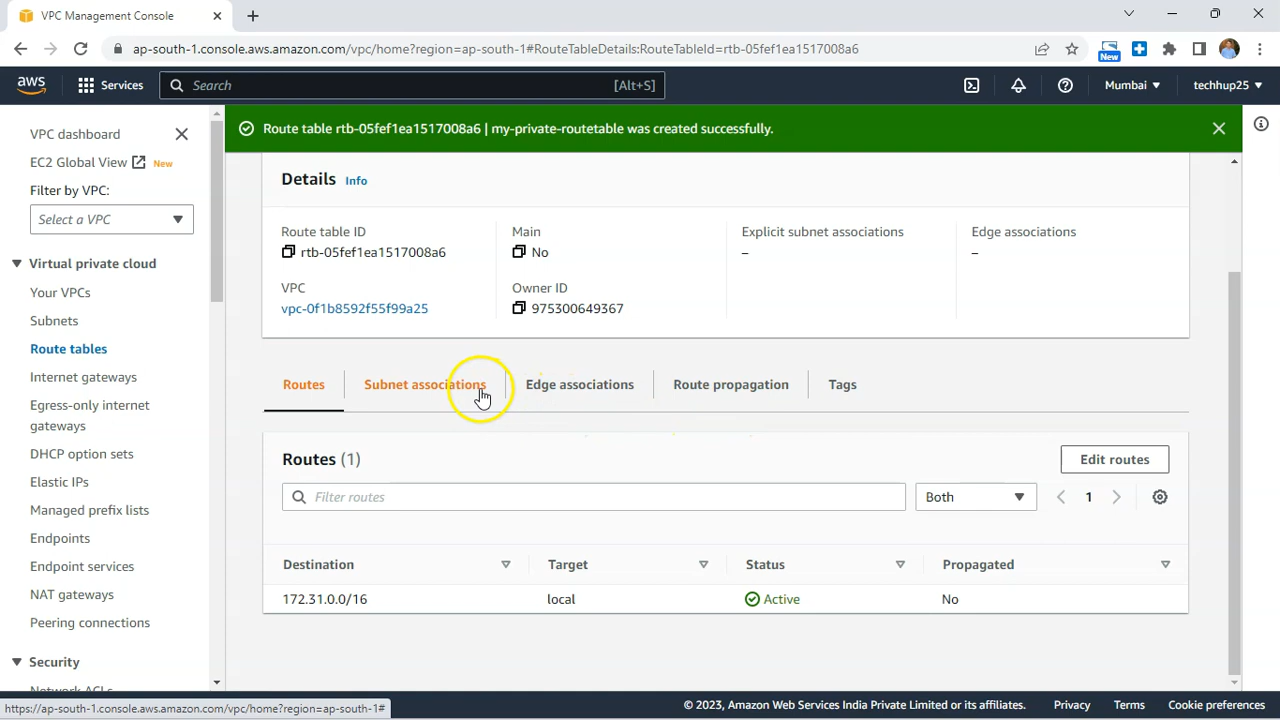 VPC Management Console
ap-south-1.console.aws.amazon.com/vpc/home?region=ap-south-1#RouteTableDetails:RouteTableId=rtb-05fef1ea1517008a6
New
aws
Services
Search
[Alt+S]
Mumbai
techhup25
VPC dashboard
EC2 Global View
New
Filter by VPC:
Select a VPC
Virtual private cloud
Your VPCs
Subnets
Route tables
Internet gateways
Egress-only internet
gateways
DHCP option sets
Elastic IPs
Managed prefix lists
Endpoints
Endpoint services
NAT gateways
Peering connections
Security
Network ACLs
Route table rtb-05fef1ea1517008a6 | my-private-routetable was created successfully.
Details
Info
Route table ID
rtb-05fef1ea1517008a6
Main
No
Explicit subnet associations
–
Edge associations
–
VPC
vpc-0f1b8592f55f99a25
Owner ID
975300649367
Routes
Subnet associations
Edge associations
Route propagation
Tags
Routes (1)
Edit routes
Filter routes
Both
1
Destination
Target
Status
Propagated
172.31.0.0/16
local
Active
No
https://ap-south-1.console.aws.amazon.com/vpc/home?region=ap-south-1#
© 2023, Amazon Web Services India Private Limited or its affiliates.
Privacy
Terms
Cookie preferences